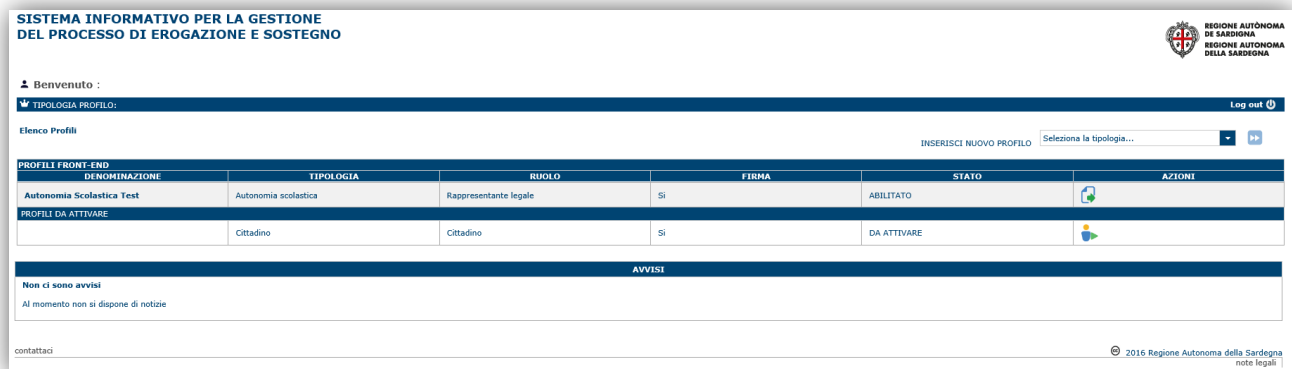 SISTEMA INFORMATIVO PER LA GESTIONE
DEL PROCESSO DI EROGAZIONE E SOSTEGNO
REGIONE AUTÒNOMA
DE SARDIGNA
REGIONE AUTONOMA
DELLA SARDEGNA
Benvenuto :
TIPOLOGIA PROFILO:
Log out
Elenco Profili
INSERISCI NUOVO PROFILO Seleziona la tipologia...
PROFILI FRONT-END
DENOMINAZIONE TIPOLOGIA RUOLO FIRMA STATO AZIONI
Autonomia Scolastica Test Autonomia scolastica Rappresentante legale Si ABILITATO
PROFILI DA ATTIVARE
Cittadino Cittadino Si DA ATTIVARE
AVVISI
Non ci sono avvisi
Al momento non si dispone di notizie
contattaci
2016 Regione Autonoma della Sardegna
note legali